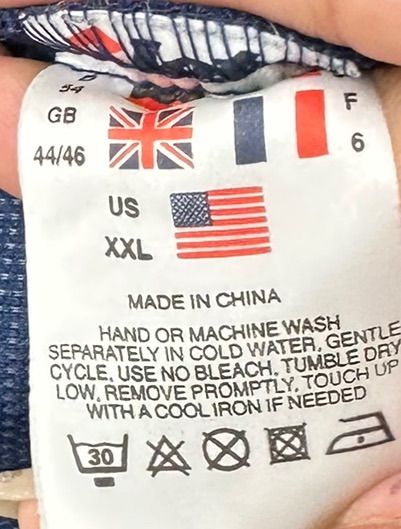 54
GB
F
44/46
6
US
XXL
MADE IN CHINA
HAND OR MACHINE WASH
SEPARATELY IN COLD WATER, GENTLE
CYCLE, USE NO BLEACH, TUMBLE DRY
LOW, REMOVE PROMPTLY, TOUCH UP
WITH A COOL IRON IF NEEDED
30